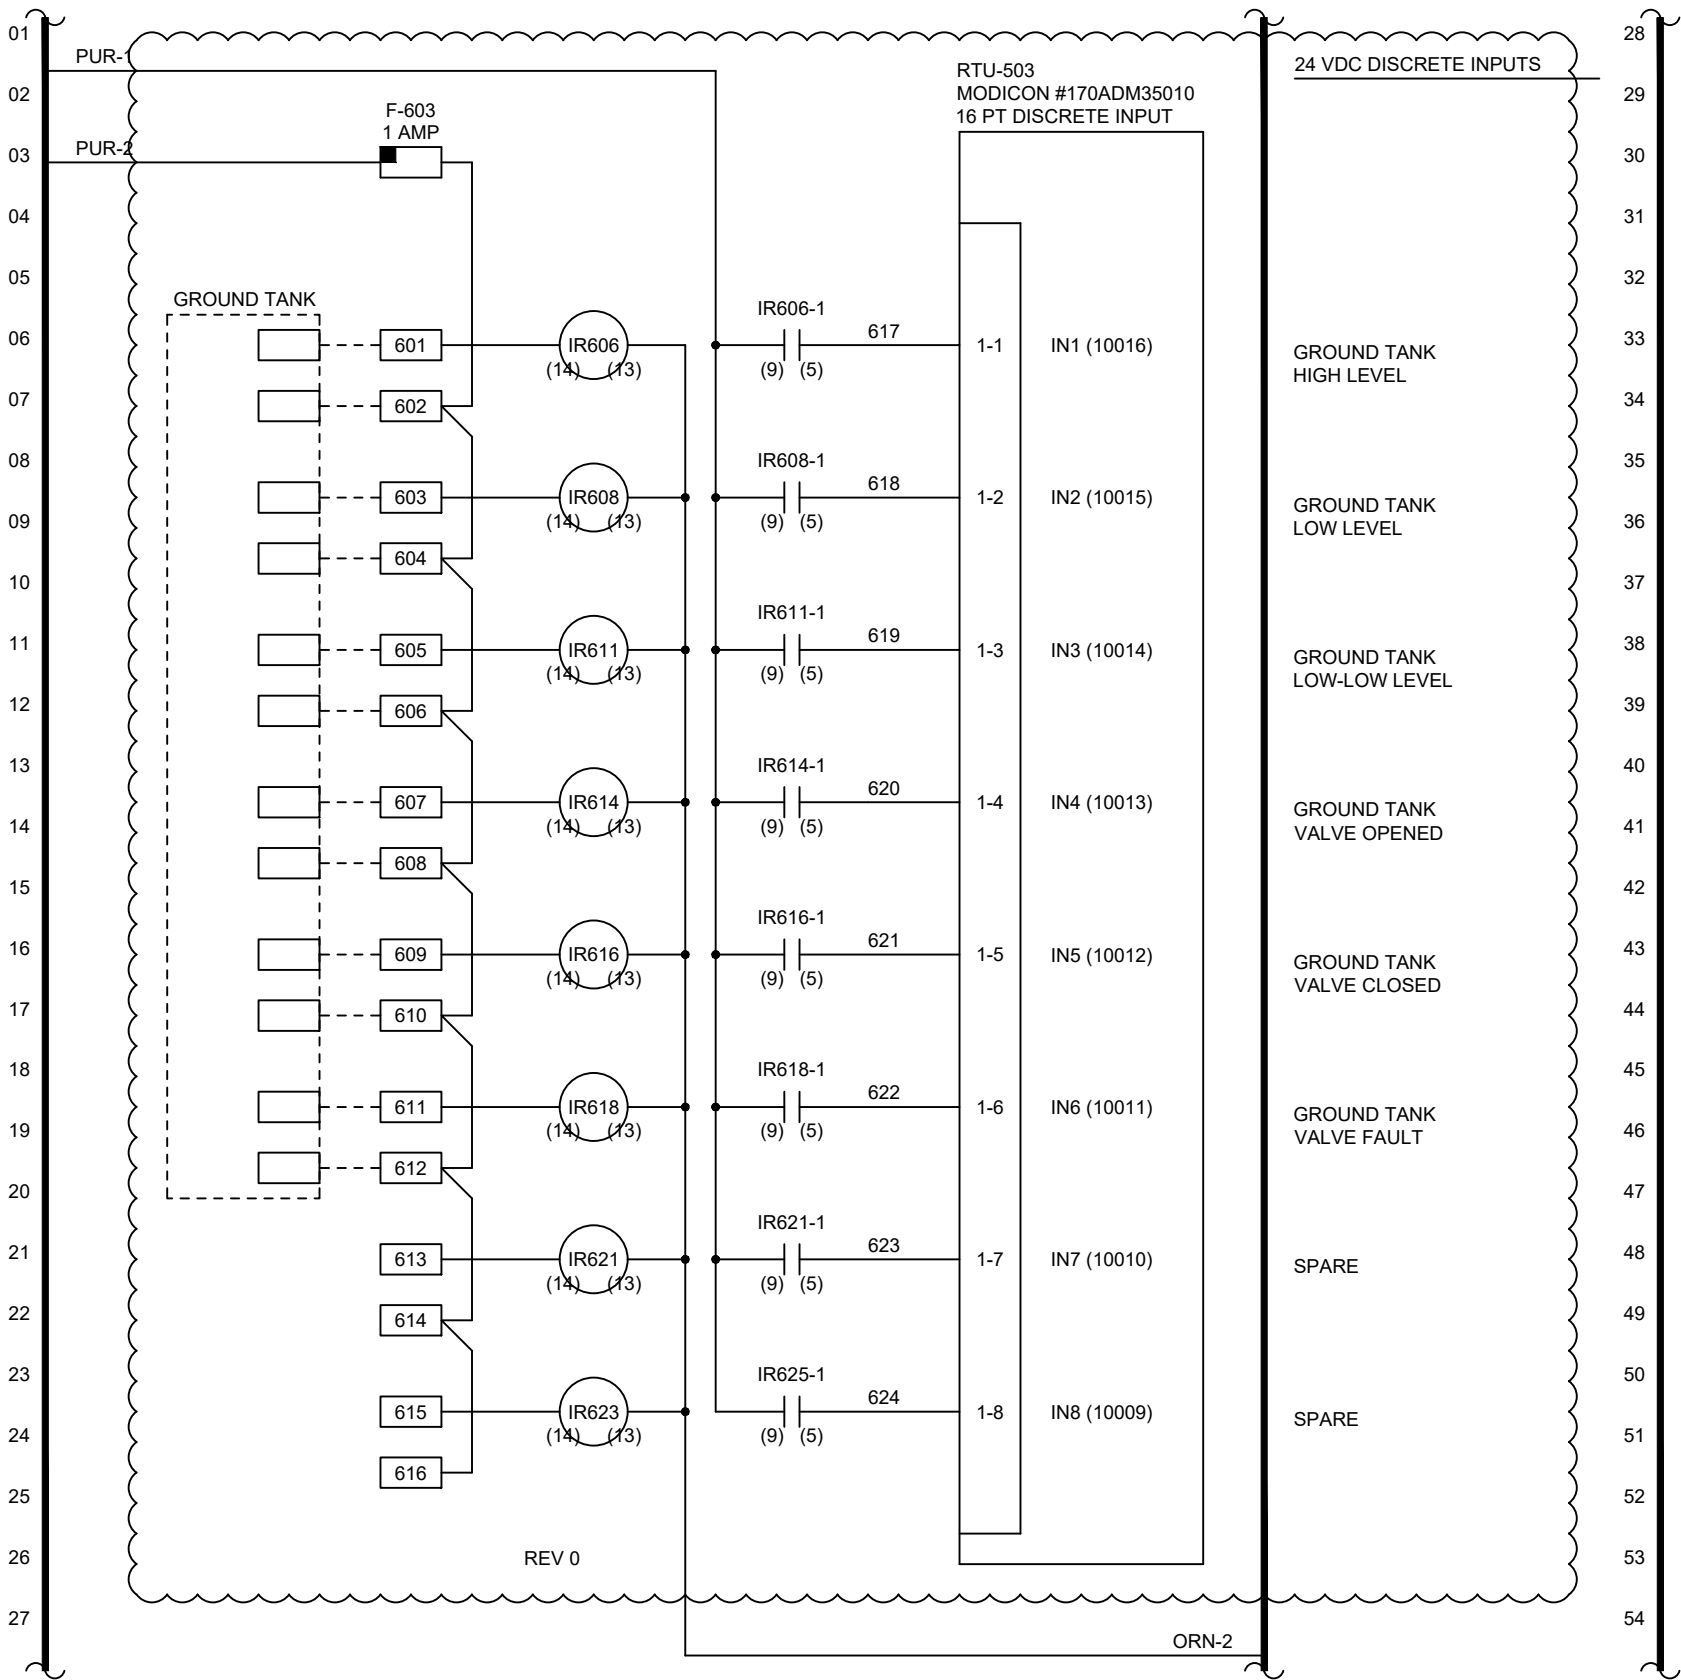 01
28
PUR-1
24 VDC DISCRETE INPUTS
RTU-503
MODICON #170ADM35010
16 PT DISCRETE INPUT
02
29
F-603
1 AMP
03
PUR-2
30
04
31
05
32
GROUND TANK
06
601
IR606
(14) (13)
IR606-1
(9) (5)
617
1-1
IN1 (10016)
GROUND TANK
HIGH LEVEL
33
07
602
34
08
35
603
IR608
(14) (13)
IR608-1
(9) (5)
618
1-2
IN2 (10015)
GROUND TANK
LOW LEVEL
09
36
604
10
37
11
605
IR611
(14) (13)
IR611-1
(9) (5)
619
1-3
IN3 (10014)
GROUND TANK
LOW-LOW LEVEL
38
12
606
39
13
40
607
IR614
(14) (13)
IR614-1
(9) (5)
620
1-4
IN4 (10013)
GROUND TANK
VALVE OPENED
14
41
608
15
42
16
609
IR616
(14) (13)
IR616-1
(9) (5)
621
1-5
IN5 (10012)
GROUND TANK
VALVE CLOSED
43
17
610
44
18
45
611
IR618
(14) (13)
IR618-1
(9) (5)
622
1-6
IN6 (10011)
GROUND TANK
VALVE FAULT
19
46
612
20
47
21
613
IR621
(14) (13)
IR621-1
(9) (5)
623
1-7
IN7 (10010)
SPARE
48
22
614
49
23
50
615
IR623
(14) (13)
IR625-1
(9) (5)
624
1-8
IN8 (10009)
SPARE
24
51
616
25
52
26
REV 0
53
27
54
ORN-2